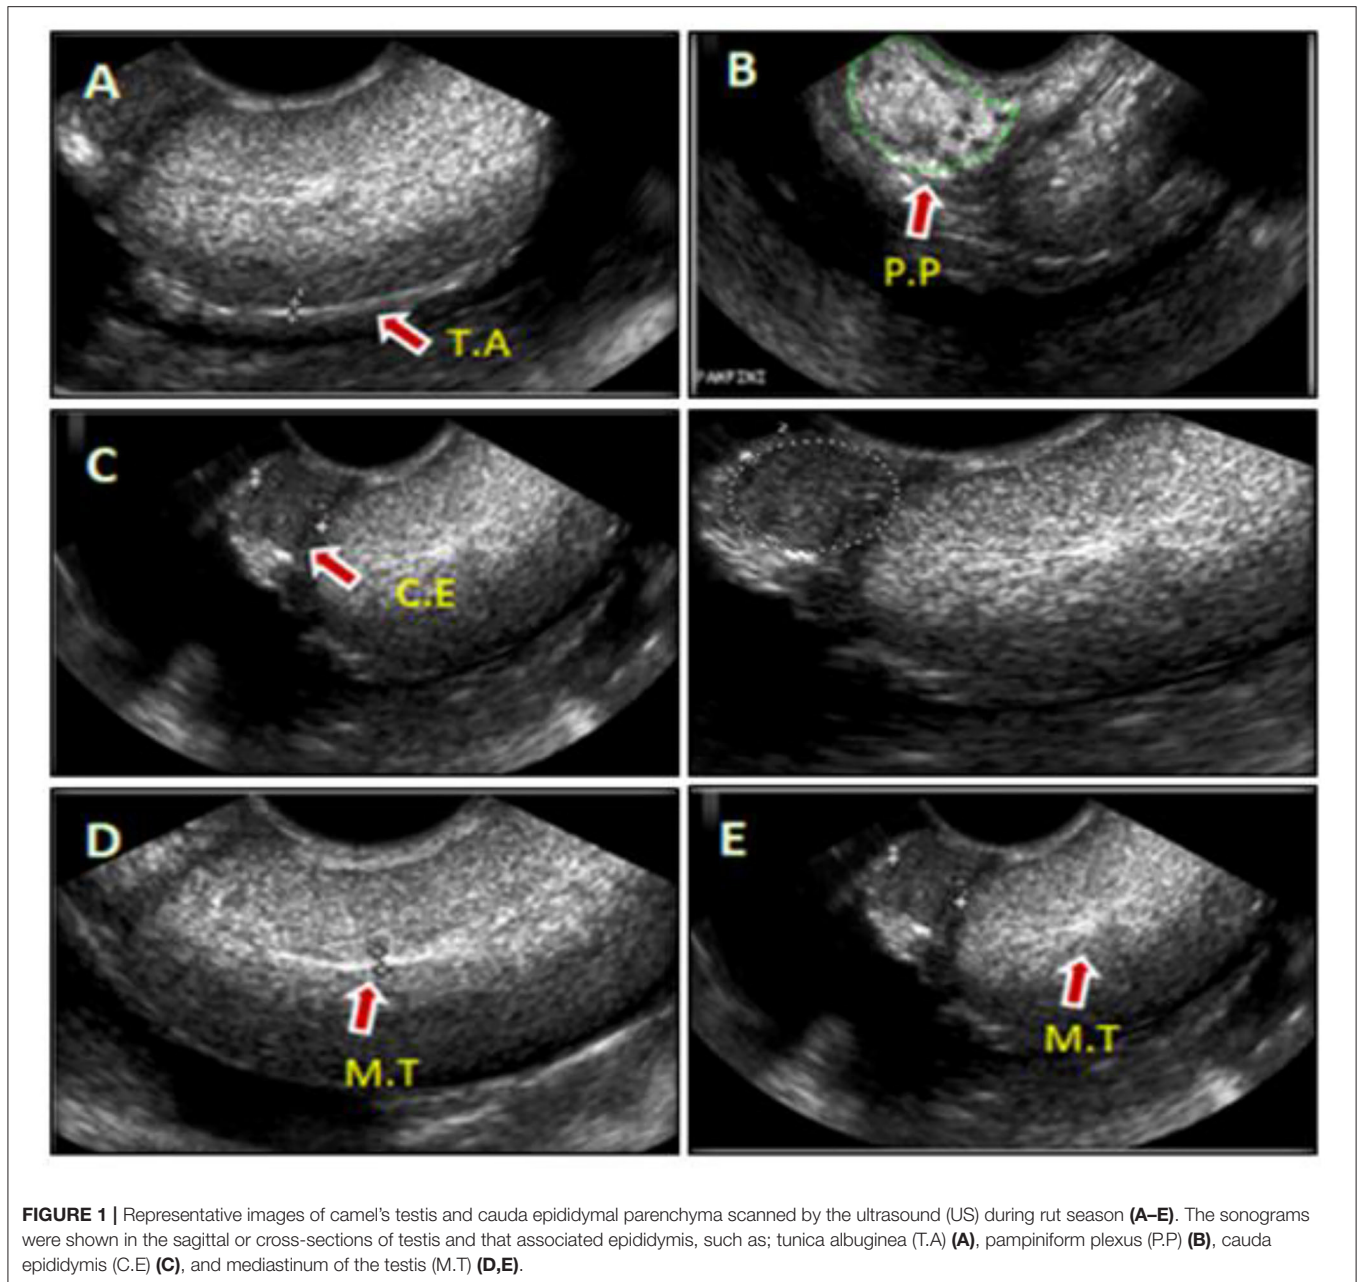 A
T.A
B
P.P
PAMPINI
C
C.E
2
D
M.T
E
M.T
FIGURE 1 | Representative images of camel's testis and cauda epididymal parenchyma scanned by the ultrasound (US) during rut season (A–E). The sonograms
were shown in the sagittal or cross-sections of testis and that associated epididymis, such as; tunica albuginea (T.A) (A), pampiniform plexus (P.P) (B), cauda
epididymis (C.E) (C), and mediastinum of the testis (M.T) (D,E).